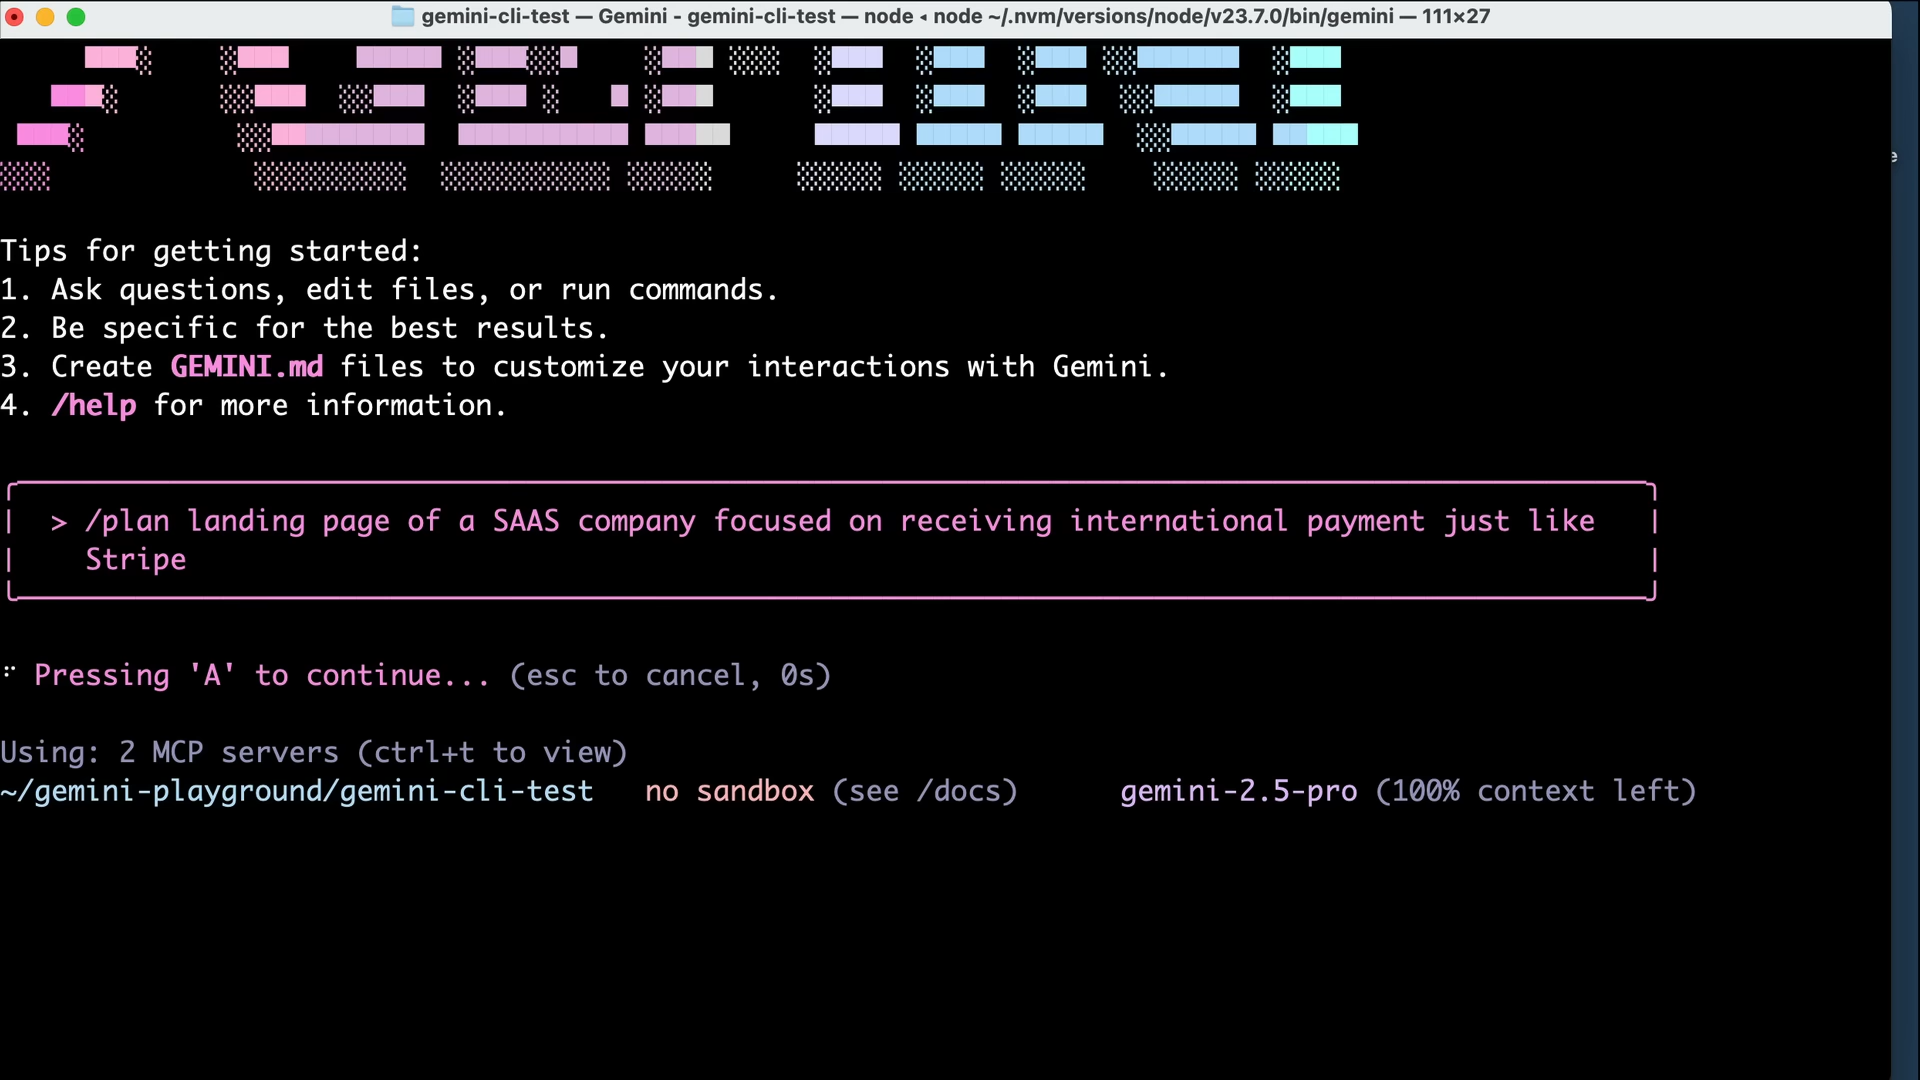 gemini-cli-test — Gemini - gemini-cli-test — node ◂ node ~/.nvm/versions/node/v23.7.0/bin/gemini — 111×27
Tips for getting started:
1. Ask questions, edit files, or run commands.
2. Be specific for the best results.
3. Create GEMINI.md files to customize your interactions with Gemini.
4. /help for more information.
> /plan landing page of a SAAS company focused on receiving international payment just like
Stripe
Pressing 'A' to continue... (esc to cancel, 0s)
Using: 2 MCP servers (ctrl+t to view)
~/gemini-playground/gemini-cli-test no sandbox (see /docs) gemini-2.5-pro (100% context left)